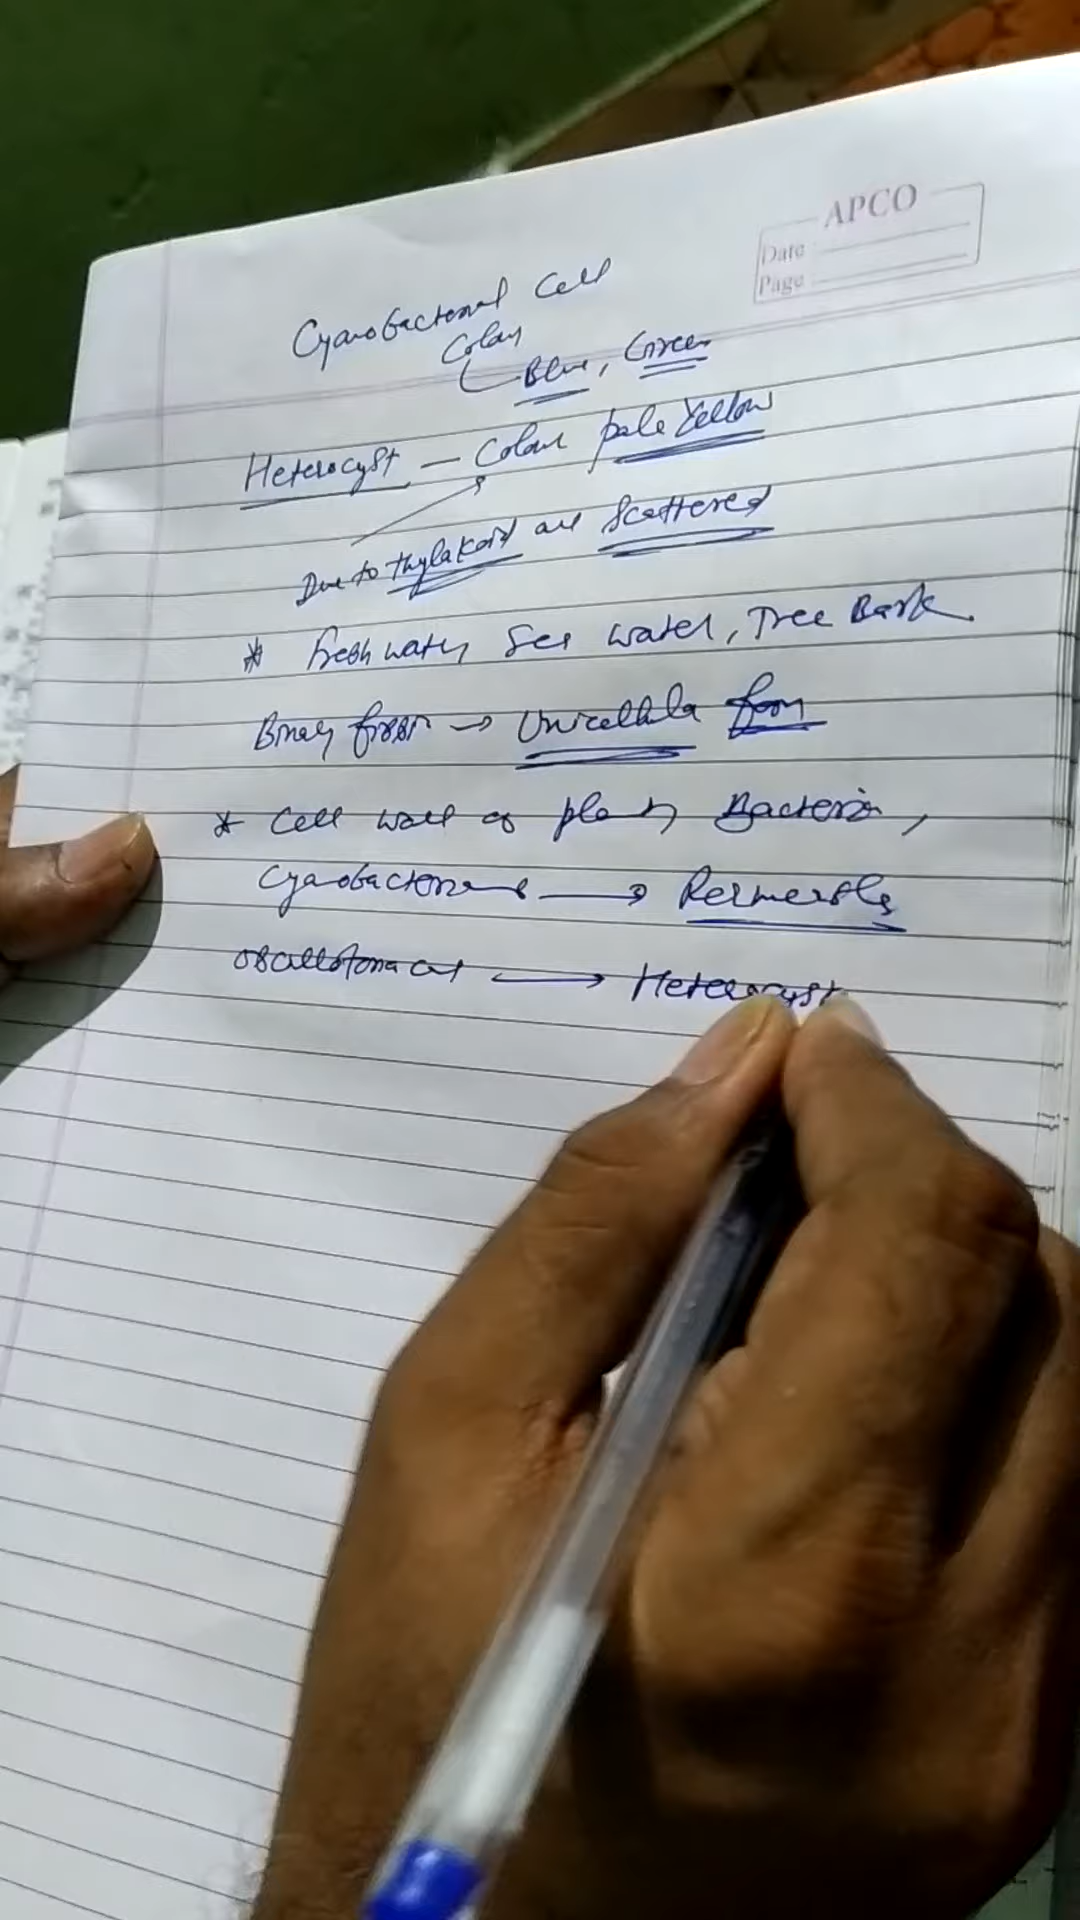 APCO
Date
Page
Cyanobacterial Cell
Colour
Blue, Green
Heterocyst — Colour pale Yellow
Due to thylakoid are Scattered
* fresh water, Sea water, Tree Bark
Binary fission → Unicellula form
* Cell wall of plant, Bacteria,
Cyanobacteria → Permeable
Heterocyst